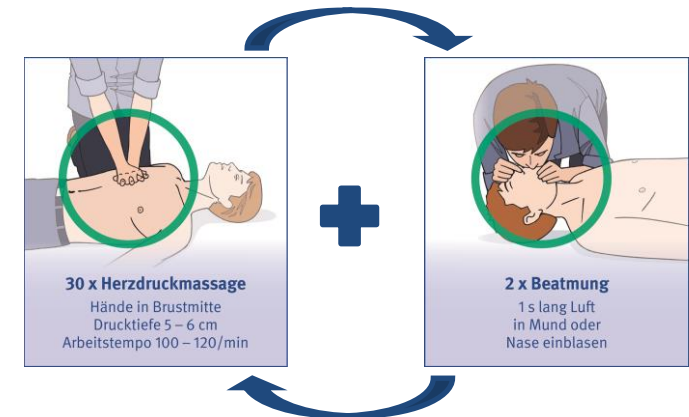 30 x Herzdruckmassage
Hände in Brustmitte
Drucktiefe 5 – 6 cm
Arbeitstempo 100 – 120/min
2 x Beatmung
1 s lang Luft
in Mund oder
Nase einblasen